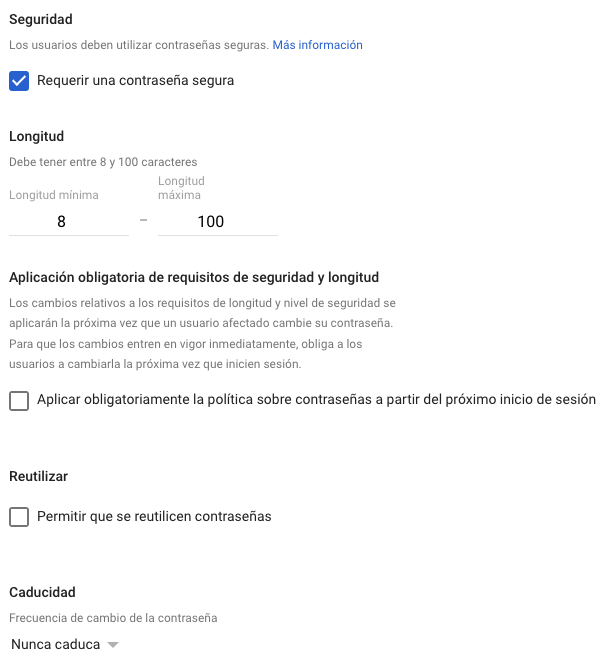 Seguridad
Los usuarios deben utilizar contraseñas seguras. Más información
Requerir una contraseña segura
Longitud
Debe tener entre 8 y 100 caracteres
Longitud mínima
Longitud
máxima
8 – 100
Aplicación obligatoria de requisitos de seguridad y longitud
Los cambios relativos a los requisitos de longitud y nivel de seguridad se
aplicarán la próxima vez que un usuario afectado cambie su contraseña.
Para que los cambios entren en vigor inmediatamente, obliga a los
usuarios a cambiarla la próxima vez que inicien sesión.
Aplicar obligatoriamente la política sobre contraseñas a partir del próximo inicio de sesión
Reutilizar
Permitir que se reutilicen contraseñas
Caducidad
Frecuencia de cambio de la contraseña
Nunca caduca